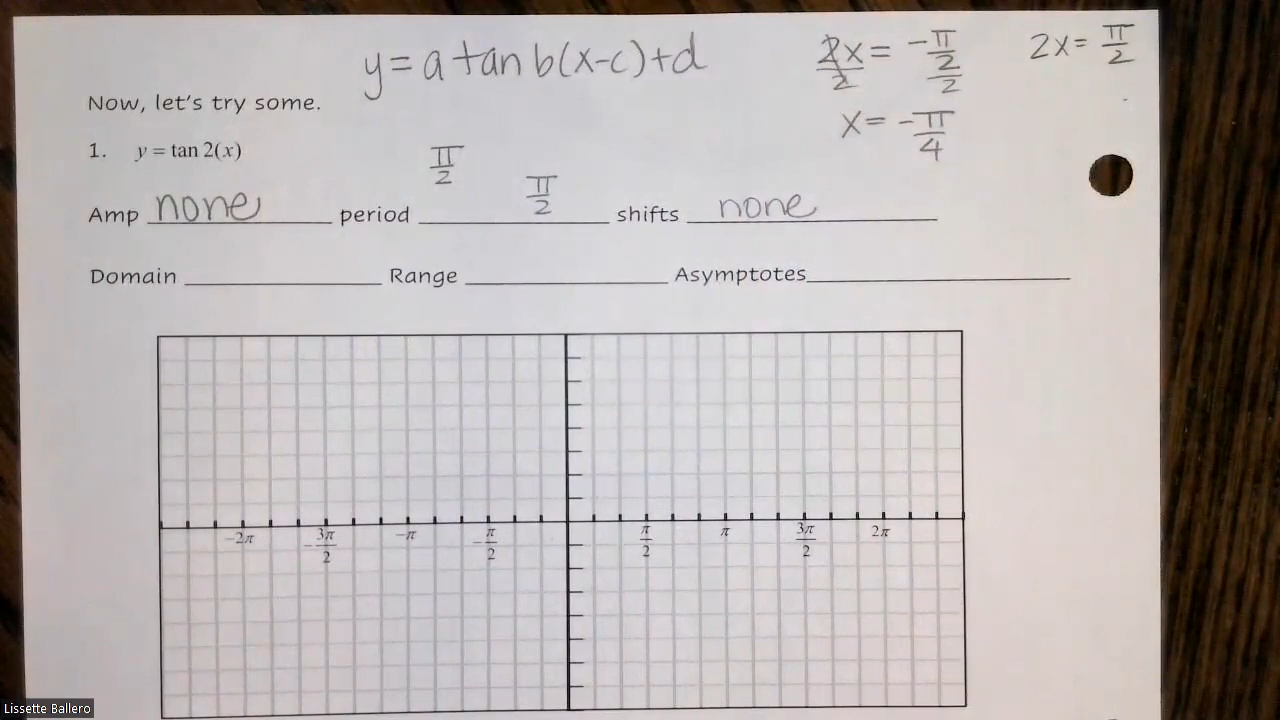 y = a tan b(x-c)+d
2x/2 = -π/2/2
2x = π/2
x = -π/4
Now, let's try some.
1. y = tan 2(x)
π/2
π/2
Amp none period shifts none
Domain Range Asymptotes
-2π -3π/2 -π -π/2 π/2 π 3π/2 2π
Lissette Ballero